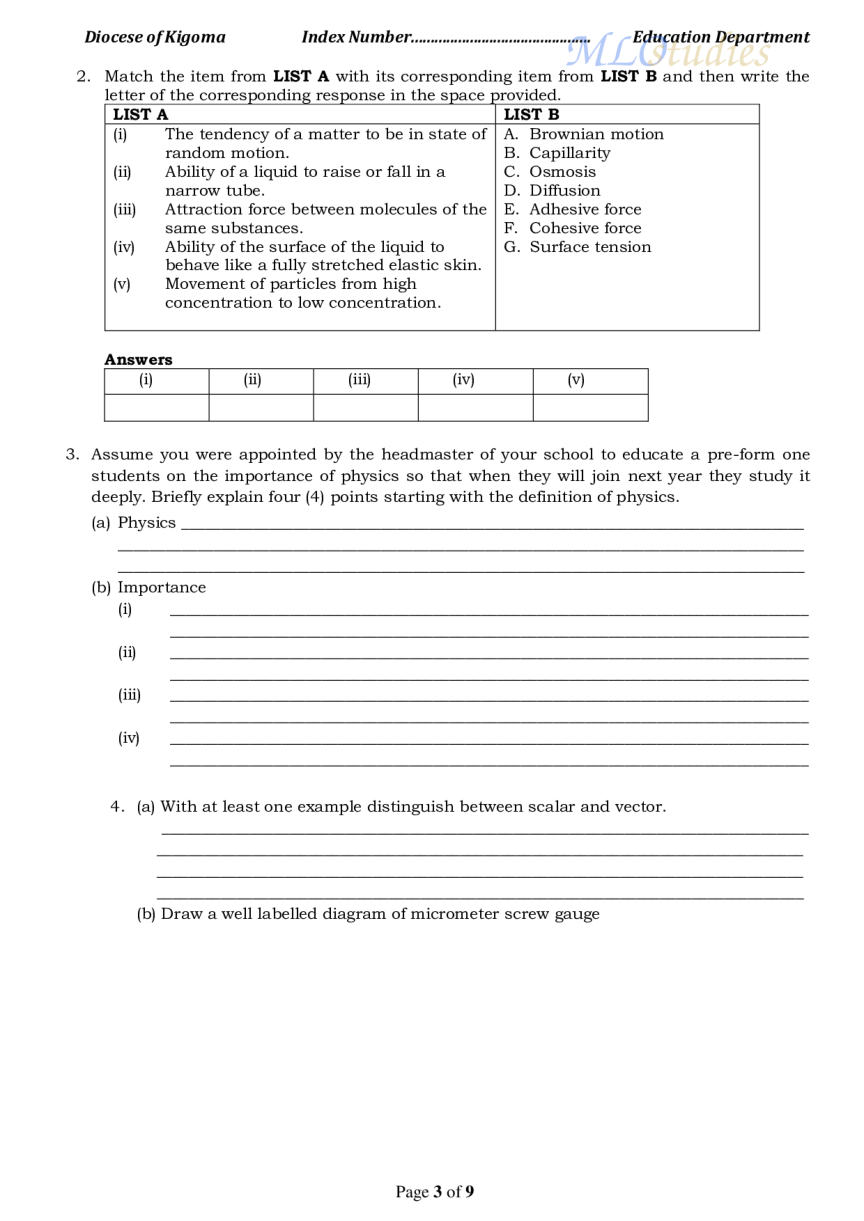 Diocese of Kigoma Index Number.............................................. Education Department
MLOstudies
2. Match the item from LIST A with its corresponding item from LIST B and then write the
letter of the corresponding response in the space provided.
LIST A LIST B
(i) The tendency of a matter to be in state of
random motion.
(ii) Ability of a liquid to raise or fall in a
narrow tube.
(iii) Attraction force between molecules of the
same substances.
(iv) Ability of the surface of the liquid to
behave like a fully stretched elastic skin.
(v) Movement of particles from high
concentration to low concentration.
A. Brownian motion
B. Capillarity
C. Osmosis
D. Diffusion
E. Adhesive force
F. Cohesive force
G. Surface tension
Answers
(i) (ii) (iii) (iv) (v)
3. Assume you were appointed by the headmaster of your school to educate a pre-form one
students on the importance of physics so that when they will join next year they study it
deeply. Briefly explain four (4) points starting with the definition of physics.
(a) Physics
(b) Importance
(i)
(ii)
(iii)
(iv)
4. (a) With at least one example distinguish between scalar and vector.
(b) Draw a well labelled diagram of micrometer screw gauge
Page 3 of 9